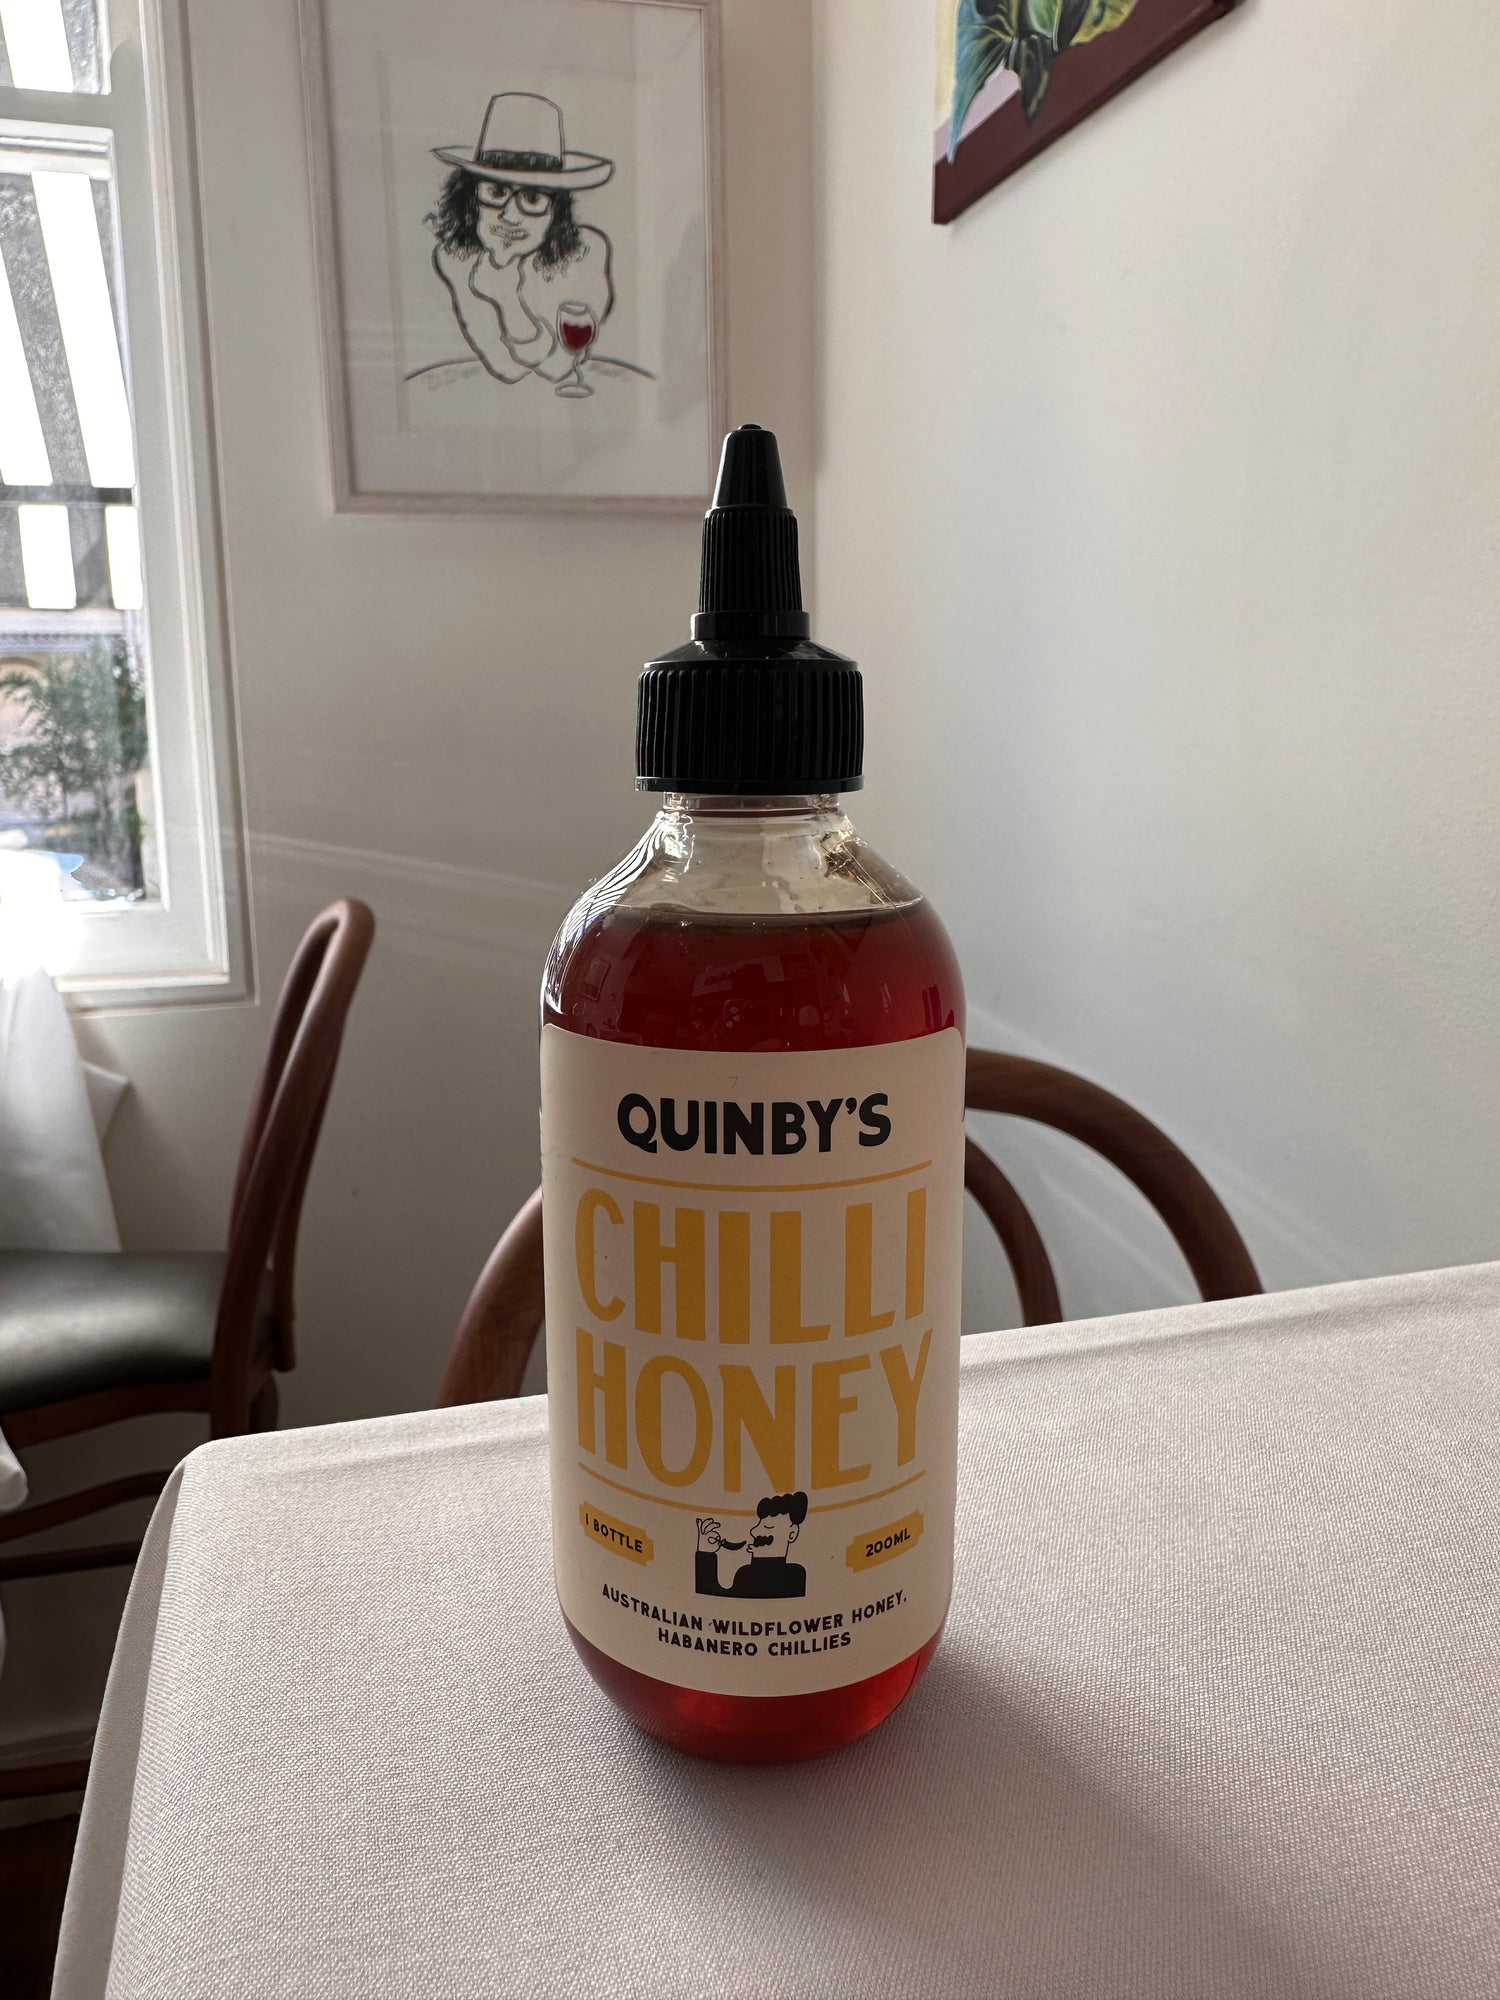 QUINBY'S
CHILLI
HONEY
1 BOTTLE
200ML
AUSTRALIAN WILDFLOWER HONEY,
HABANERO CHILLIES